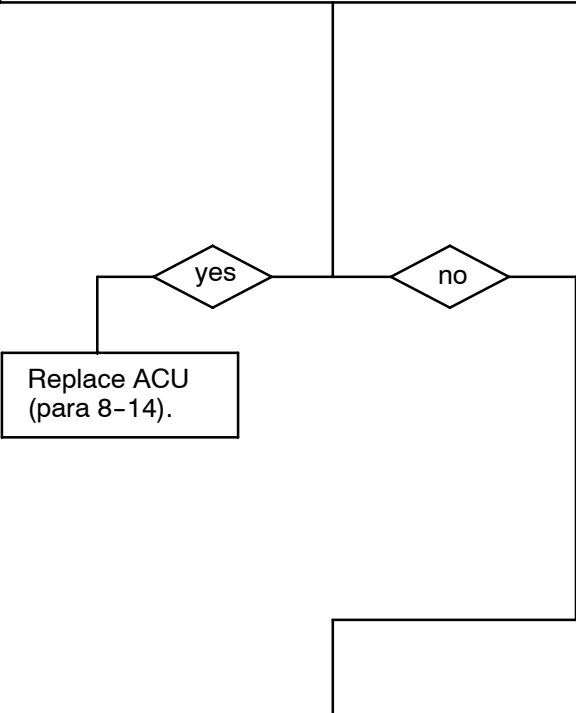 yes
no
Replace ACU
(para 8-14).